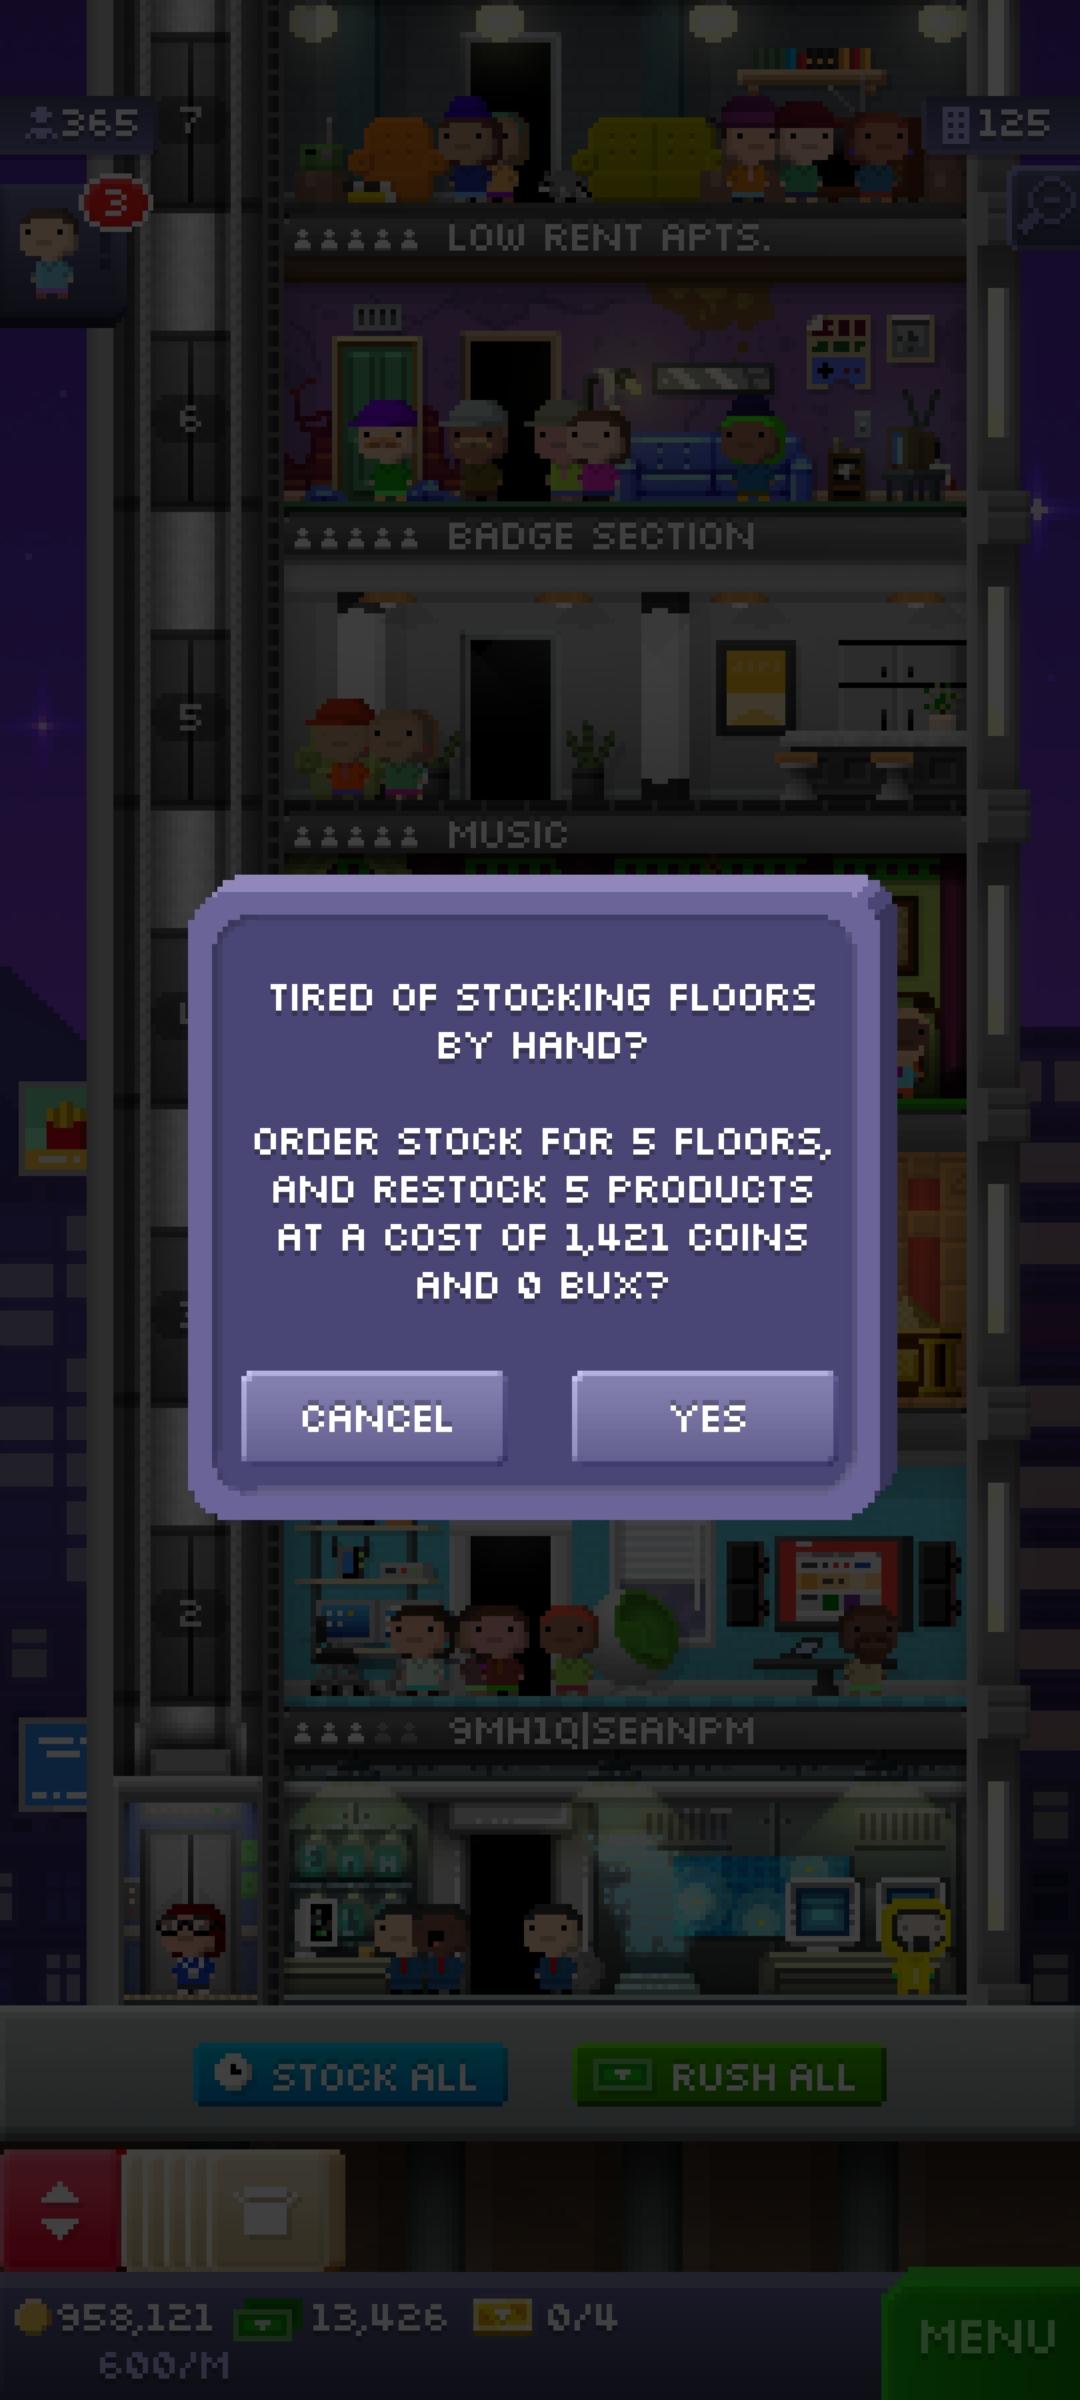 365
7
125
3
LOW RENT APTS.
6
BADGE SECTION
5
MUSIC
TIRED OF STOCKING FLOORS
BY HAND?
ORDER STOCK FOR 5 FLOORS,
AND RESTOCK 5 PRODUCTS
AT A COST OF 1,421 COINS
AND 0 BUX?
CANCEL
YES
2
9MH1Q|SEANPM
STOCK ALL
RUSH ALL
958,121
13,426
0/4
600/M
MENU